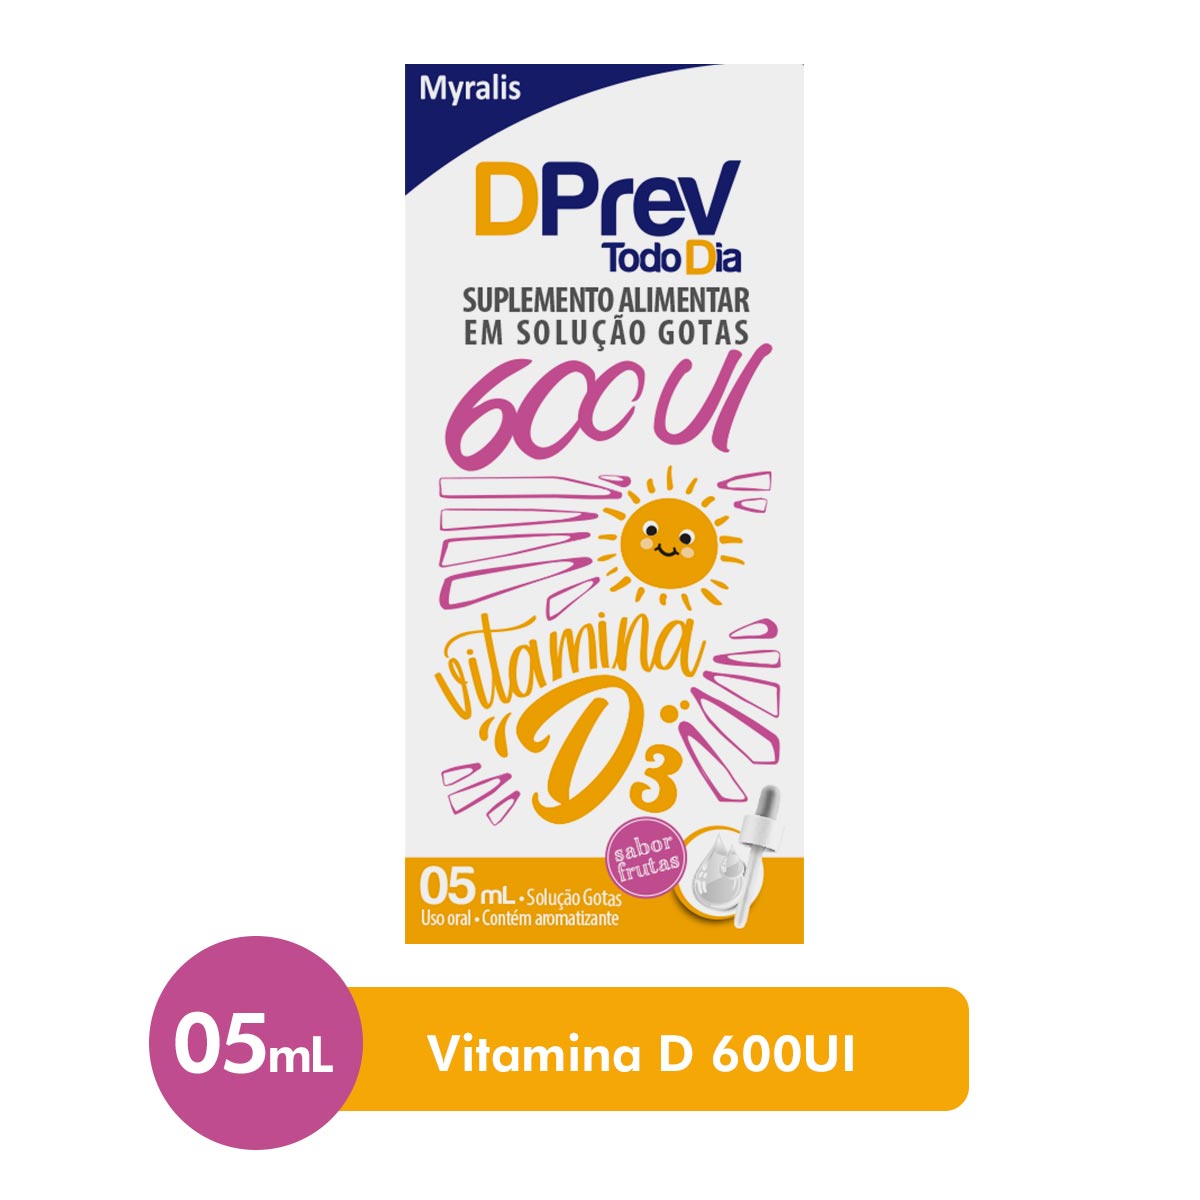 Myralis
DPrev
Todo Dia
SUPLEMENTO ALIMENTAR
EM SOLUÇÃO GOTAS
600 UI
vitamina
D3
sabor
frutas
05 mL • Solução Gotas
Uso oral • Contém aromatizante
05mL
Vitamina D 600UI